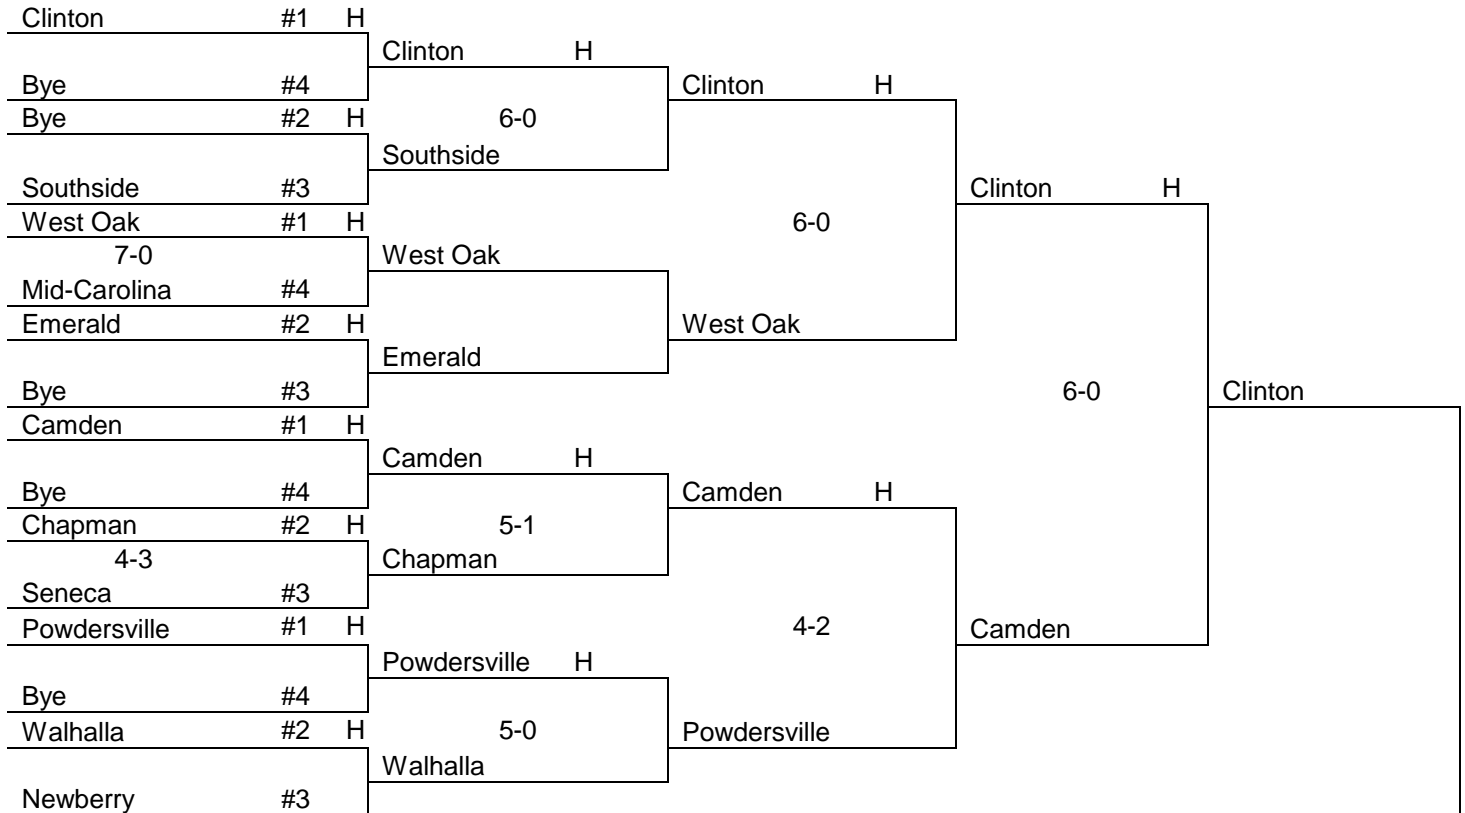 Clinton #1 H
Clinton H
Bye #4
Clinton H
Bye #2 H
6-0
Southside
Southside #3
Clinton H
West Oak #1 H
6-0
7-0
West Oak
Mid-Carolina #4
Emerald #2 H
West Oak
Emerald
Bye #3
6-0
Clinton
Camden #1 H
Camden H
Bye #4
Camden H
Chapman #2 H
5-1
4-3
Chapman
Seneca #3
Powdersville #1 H
4-2
Camden
Powdersville H
Bye #4
Walhalla #2 H
5-0
Powdersville
Walhalla
Newberry #3